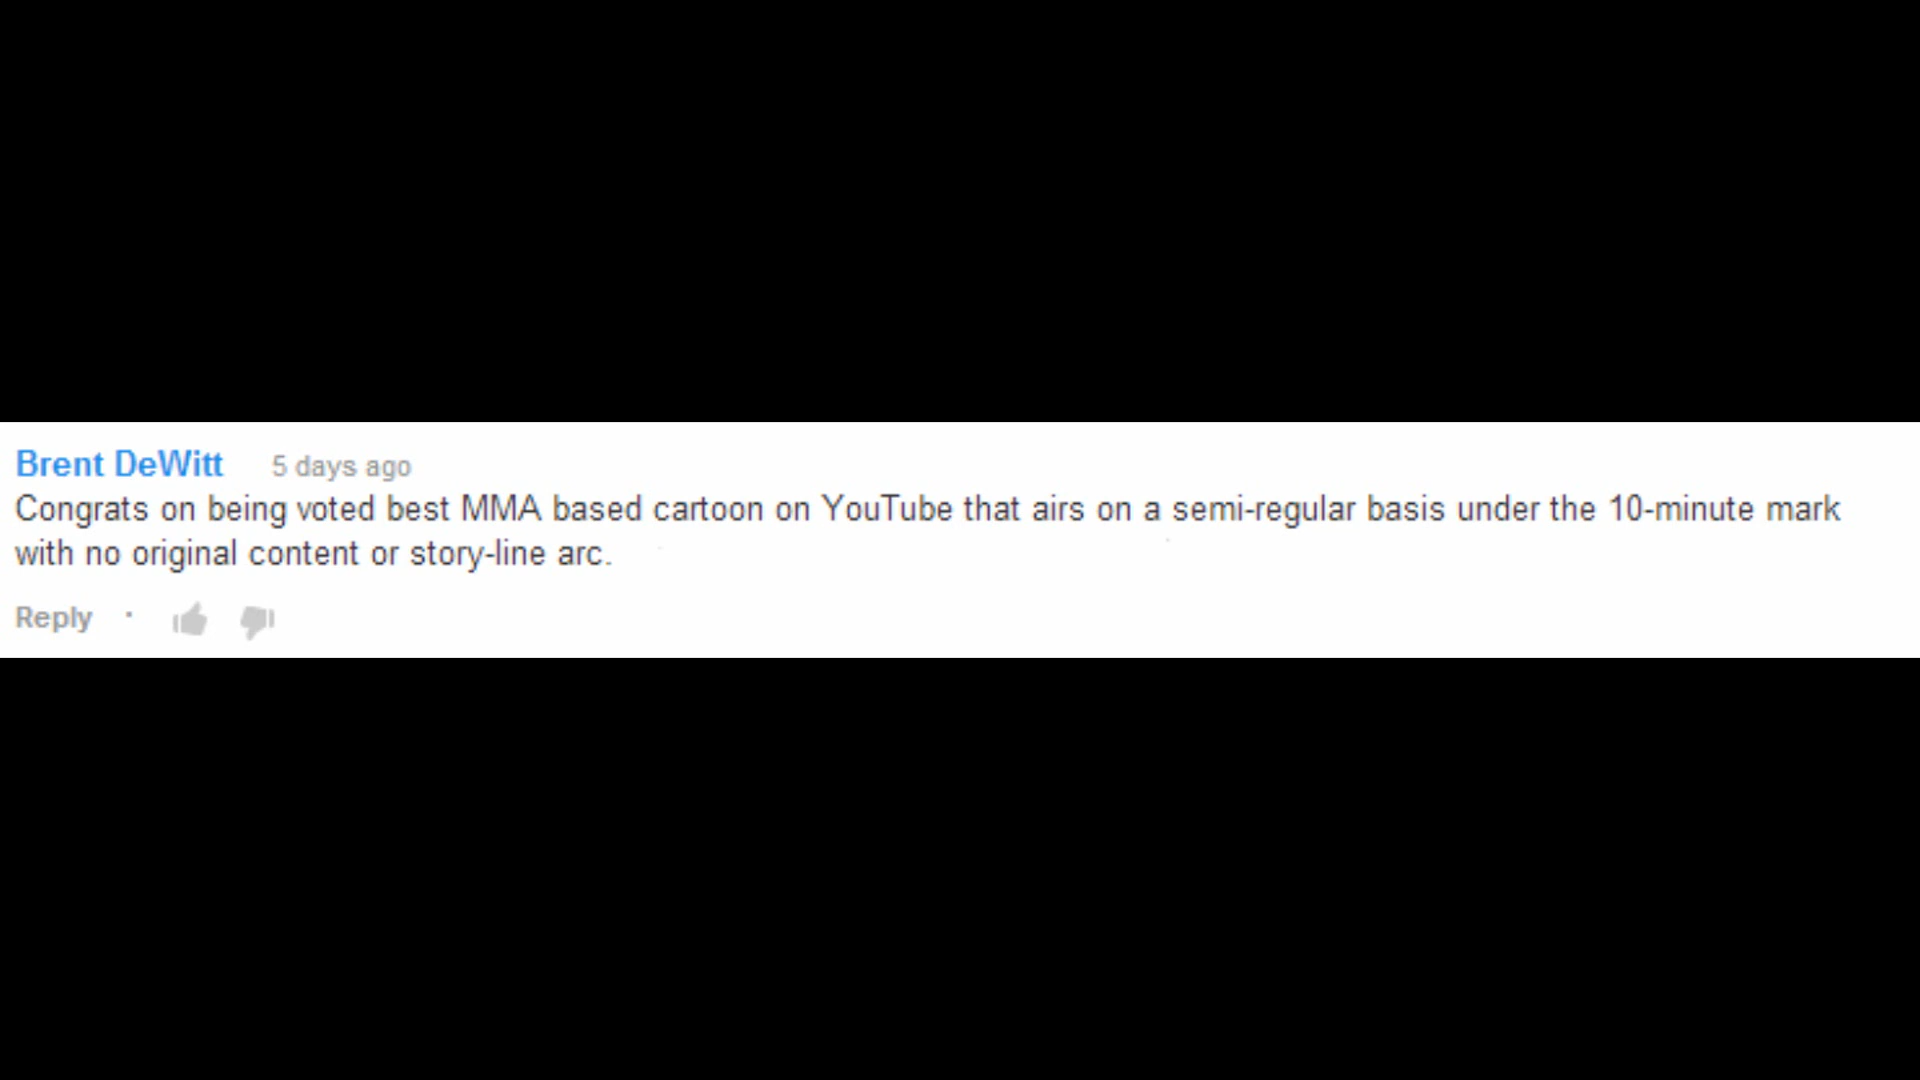 Brent DeWitt 5 days ago
Congrats on being voted best MMA based cartoon on YouTube that airs on a semi-regular basis under the 10-minute mark
with no original content or story-line arc.
Reply ·